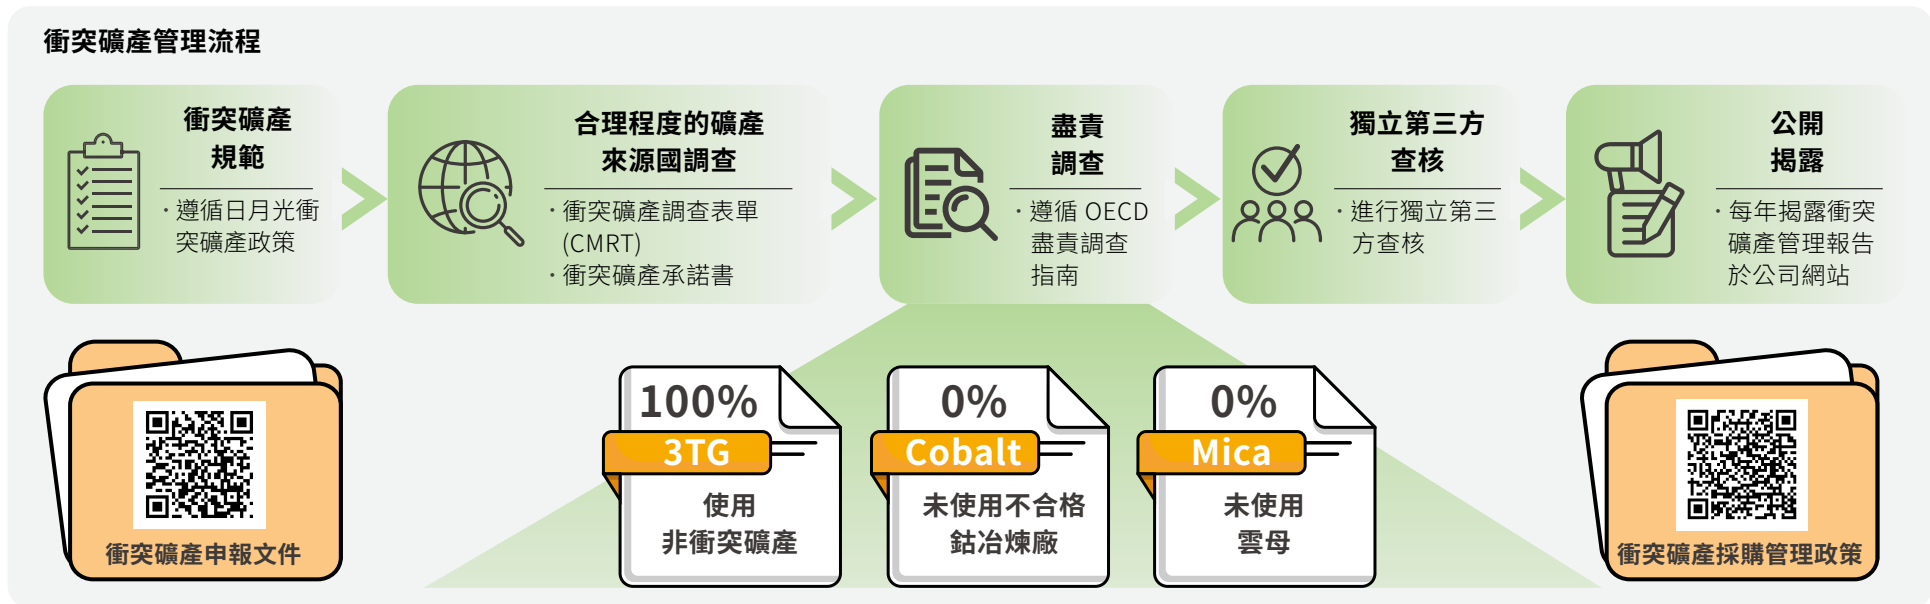 衝突礦產管理流程
衝突礦產
規範
・遵循日月光衝
突礦產政策
合理程度的礦產
來源國調查
・衝突礦產調查表單
(CMRT)
・衝突礦產承諾書
盡責
調查
・遵循 OECD
盡責調查
指南
獨立第三方
查核
・進行獨立第三
方查核
公開
揭露
・每年揭露衝突
礦產管理報告
於公司網站
衝突礦產申報文件
100%
3TG
使用
非衝突礦產
0%
Cobalt
未使用不合格
鈷冶煉廠
0%
Mica
未使用
雲母
衝突礦產採購管理政策